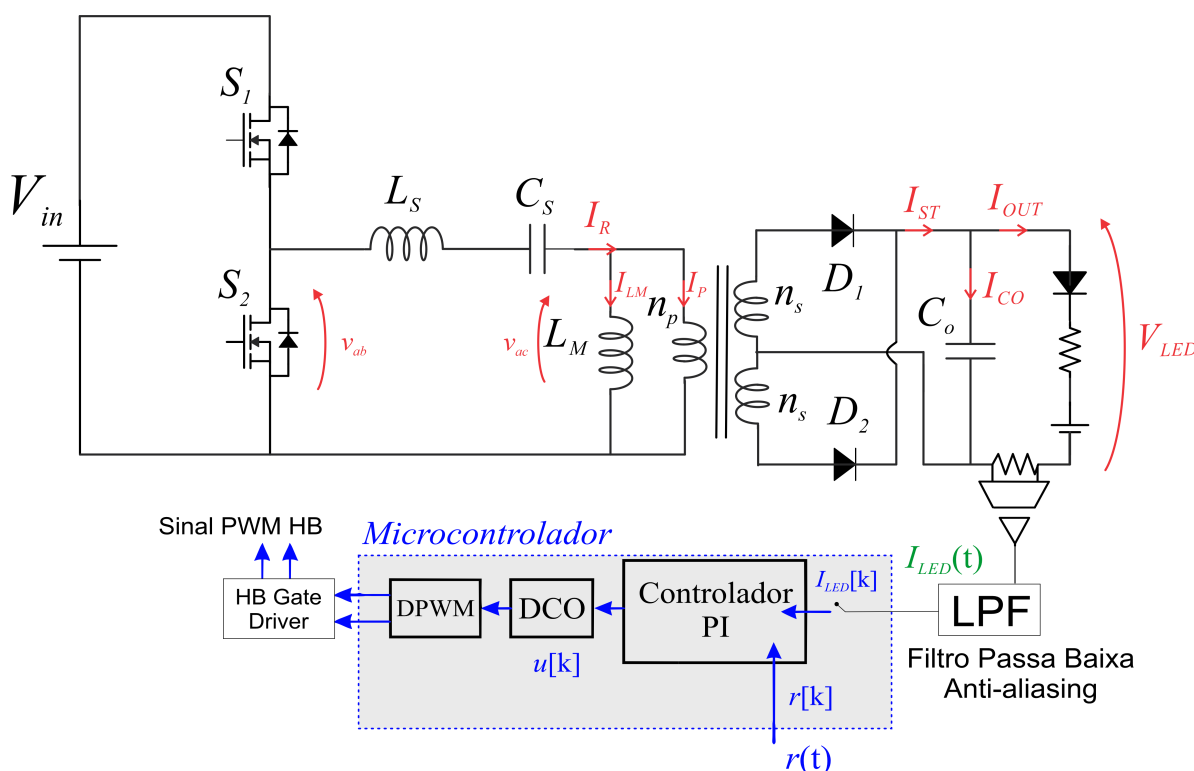 S1
Vin
LS
CS
IR
IST
IOUT
S2
vab
vac
ILM
IP
LM
np
ns
D1
ns
D2
ICO
Co
VLED
Sinal PWM HB
Microcontrolador
HB Gate
Driver
DPWM
DCO
u[k]
Controlador
PI
ILED[k]
r[k]
r(t)
ILED(t)
LPF
Filtro Passa Baixa
Anti-aliasing